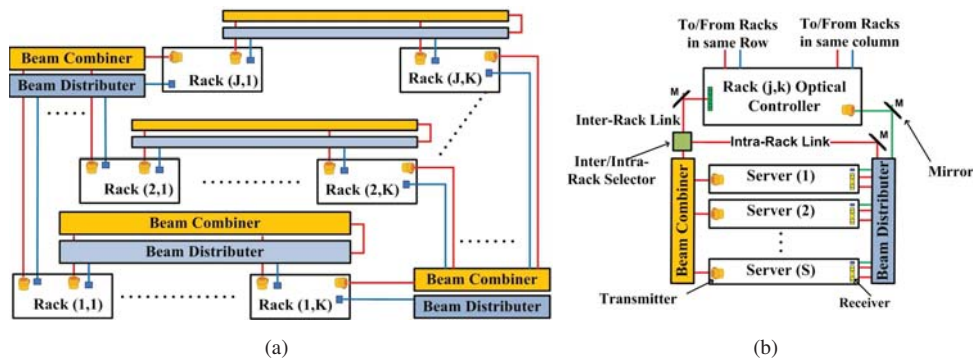 Beam Combiner
Beam Distributer
Rack (J,1)
Rack (J,K)
Rack (2,1)
Rack (2,K)
Beam Combiner
Beam Distributer
Rack (1,1)
Rack (1,K)
Beam Combiner
Beam Distributer
(a)
To/From Racks
in same Row
To/From Racks
in same column
M
Rack (j,k) Optical
Controller
M
Inter-Rack Link
Intra-Rack Link
M
Inter/Intra-
Rack Selector
Mirror
Beam Combiner
Server (1)
Server (2)
Server (S)
Beam Distributer
Transmitter
Receiver
(b)